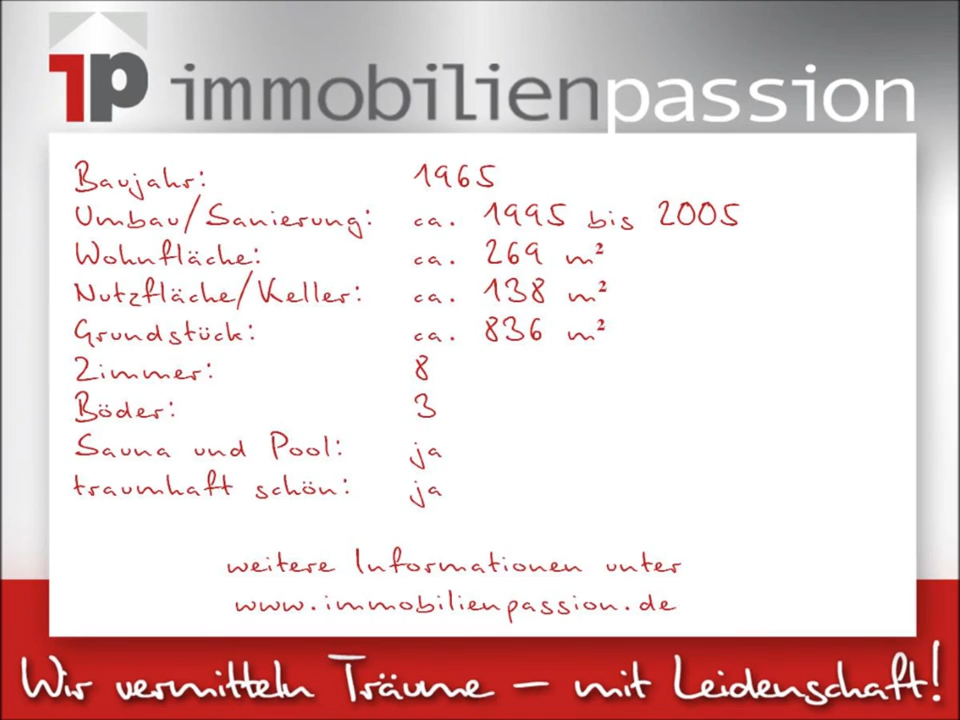 1P immobilienpassion
Baujahr: 1965
Umbau/Sanierung: ca. 1995 bis 2005
Wohnfläche: ca. 269 m²
Nutzfläche/Keller: ca. 138 m²
Grundstück: ca. 836 m²
Zimmer: 8
Böder: 3
Sauna und Pool: ja
traumhaft schön: ja
weitere Informationen unter
www.immobilienpassion.de
Wir vermitteln Träume – mit Leidenschaft!